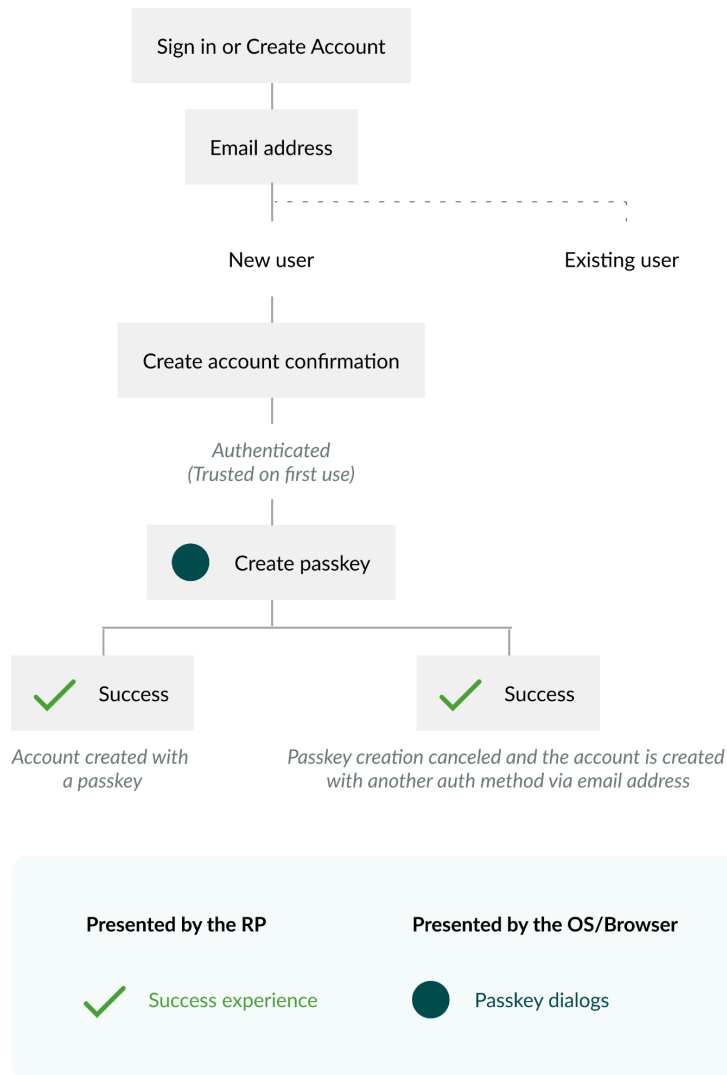 Sign in or Create Account
Email address
New user
Existing user
Create account confirmation
Authenticated
(Trusted on first use)
Create passkey
Success
Success
Account created with
a passkey
Passkey creation canceled and the account is created
with another auth method via email address
Presented by the RP
Presented by the OS/Browser
Success experience
Passkey dialogs